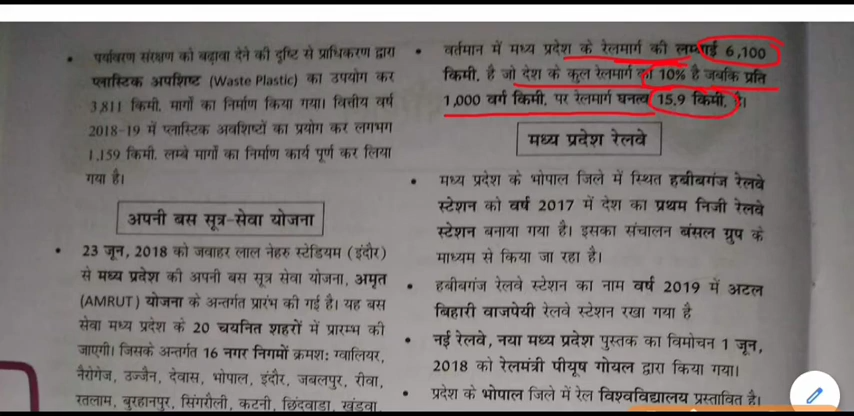 पर्यावरण संरक्षण को बढ़ावा देने की दृष्टि से प्राधिकरण द्वारा
प्लास्टिक अपशिष्ट (Waste Plastic) का उपयोग कर
3,811 किमी. मार्गों का निर्माण किया गया। वित्तीय वर्ष
2018-19 में प्लास्टिक अवशिष्टों का प्रयोग कर लगभग
1,159 किमी. लम्बे मार्गों का निर्माण कार्य पूर्ण कर लिया
गया है।
अपनी बस सूत्र-सेवा योजना
23 जून, 2018 को जवाहर लाल नेहरु स्टेडियम (इंदौर)
से मध्य प्रदेश की अपनी बस सूत्र सेवा योजना, अमृत
(AMRUT) योजना के अन्तर्गत प्रारंभ की गई है। यह बस
सेवा मध्य प्रदेश के 20 चयनित शहरों में प्रारम्भ की
जाएगी। जिसके अन्तर्गत 16 नगर निगमों क्रमशः ग्वालियर,
नैरोगेज, उज्जैन, देवास, भोपाल, इंदौर, जबलपुर, रीवा,
रतलाम, बुरहानपुर, सिंगरौली, कटनी, छिंदवाड़ा, खंडवा
वर्तमान में मध्य प्रदेश के रेलमार्ग की लम्बाई 6,100
किमी. है जो देश के कुल रेलमार्ग का 10% है जबकि प्रति
1,000 वर्ग किमी. पर रेलमार्ग घनत्व 15.9 किमी. है।
मध्य प्रदेश रेलवे
मध्य प्रदेश के भोपाल जिले में स्थित हबीबगंज रेलवे
स्टेशन को वर्ष 2017 में देश का प्रथम निजी रेलवे
स्टेशन बनाया गया है। इसका संचालन बंसल ग्रुप के
माध्यम से किया जा रहा है।
हबीबगंज रेलवे स्टेशन का नाम वर्ष 2019 में अटल
बिहारी वाजपेयी रेलवे स्टेशन रखा गया है
नई रेलवे, नया मध्य प्रदेश पुस्तक का विमोचन 1 जून,
2018 को रेलमंत्री पीयूष गोयल द्वारा किया गया।
प्रदेश के भोपाल जिले में रेल विश्वविद्यालय प्रस्तावित है।